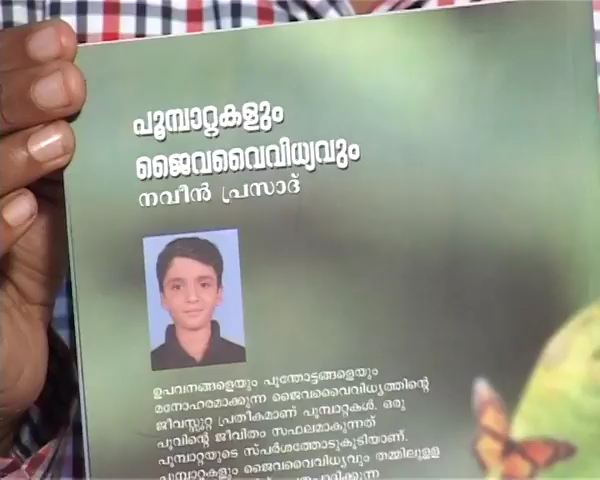 പൂമ്പാറ്റകളും
ജൈവവൈവിധ്യവും
നവീൻ പ്രസാദ്
ഉപവനങ്ങളെയും പൂന്തോട്ടങ്ങളെയും
മനോഹരമാക്കുന്ന ജൈവവൈവിധ്യത്തിന്റെ
ജീവസ്സുറ്റ പ്രതീകമാണ് പൂമ്പാറ്റകൾ. ഒരു
പൂവിന്റെ ജീവിതം സഫലമാകുന്നത്
പൂമ്പാറ്റയുടെ സ്പർശത്തോടുകൂടിയാണ്.
പൂമ്പാറ്റകളും ജൈവവൈവിധ്യവും തമ്മിലുള്ള